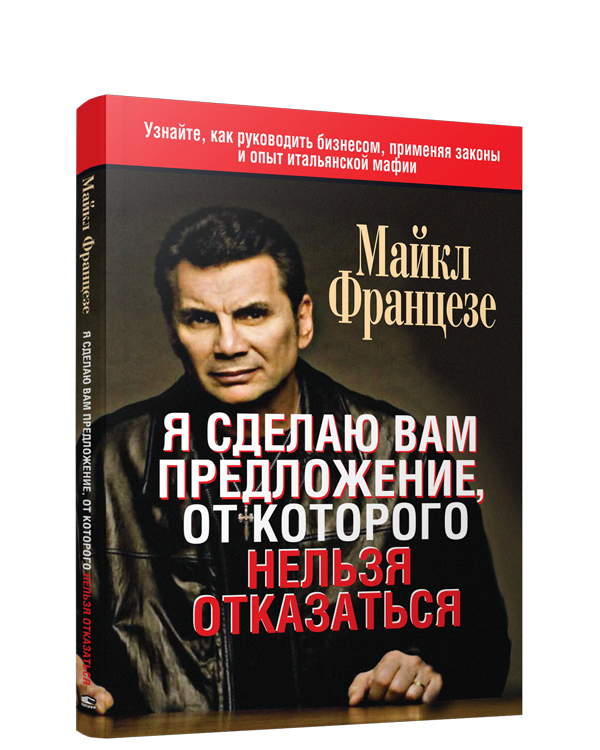 Узнайте, как руководить бизнесом, применяя законы
и опыт итальянской мафии
Майкл
Французе
Я СДЕЛАЮ ВАМ
ПРЕДЛОЖЕНИЕ,
ОТ КОТОРОГО
НЕЛЬЗЯ
ОТКАЗАТЬСЯ
Майкл Францезе
Я СДЕЛАЮ ВАМ ПРЕДЛОЖЕНИЕ, ОТ КОТОРОГО НЕЛЬЗЯ ОТКАЗАТЬСЯ